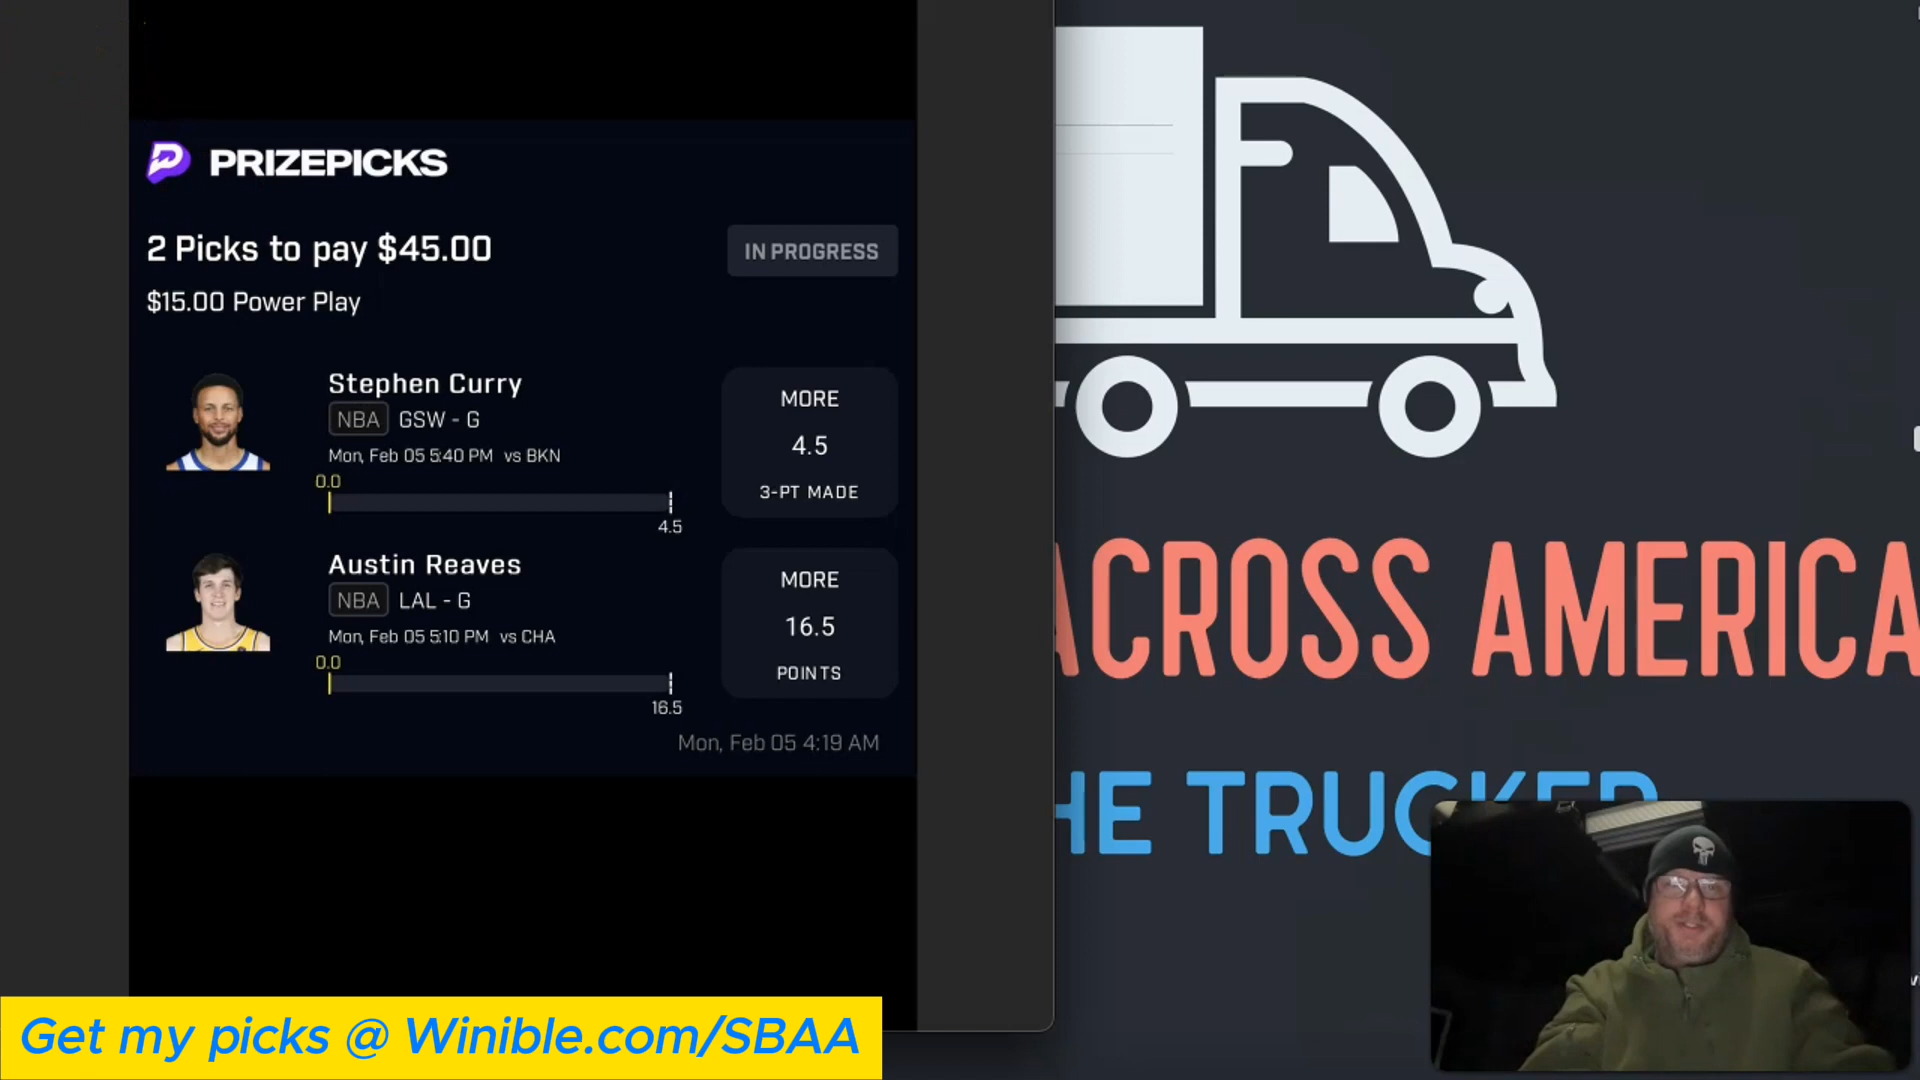 PRIZEPICKS
2 Picks to pay $45.00
IN PROGRESS
$15.00 Power Play
Stephen Curry
NBA GSW - G
Mon, Feb 05 5:40 PM vs BKN
0.0
4.5
MORE
4.5
3-PT MADE
Austin Reaves
NBA LAL - G
Mon, Feb 05 5:10 PM vs CHA
0.0
16.5
MORE
16.5
POINTS
Mon, Feb 05 4:19 AM
ACROSS AMERICA
HE TRUCKER
Get my picks @ Winible.com/SBAA